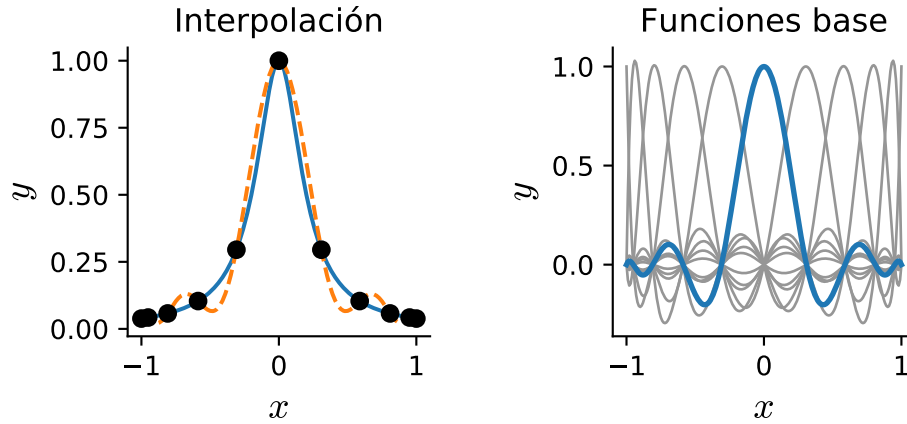 Interpolación
1.00
0.75
0.50
0.25
0.00
y
−1
0
1
x
Funciones base
1.0
0.5
0.0
y
−1
0
1
x